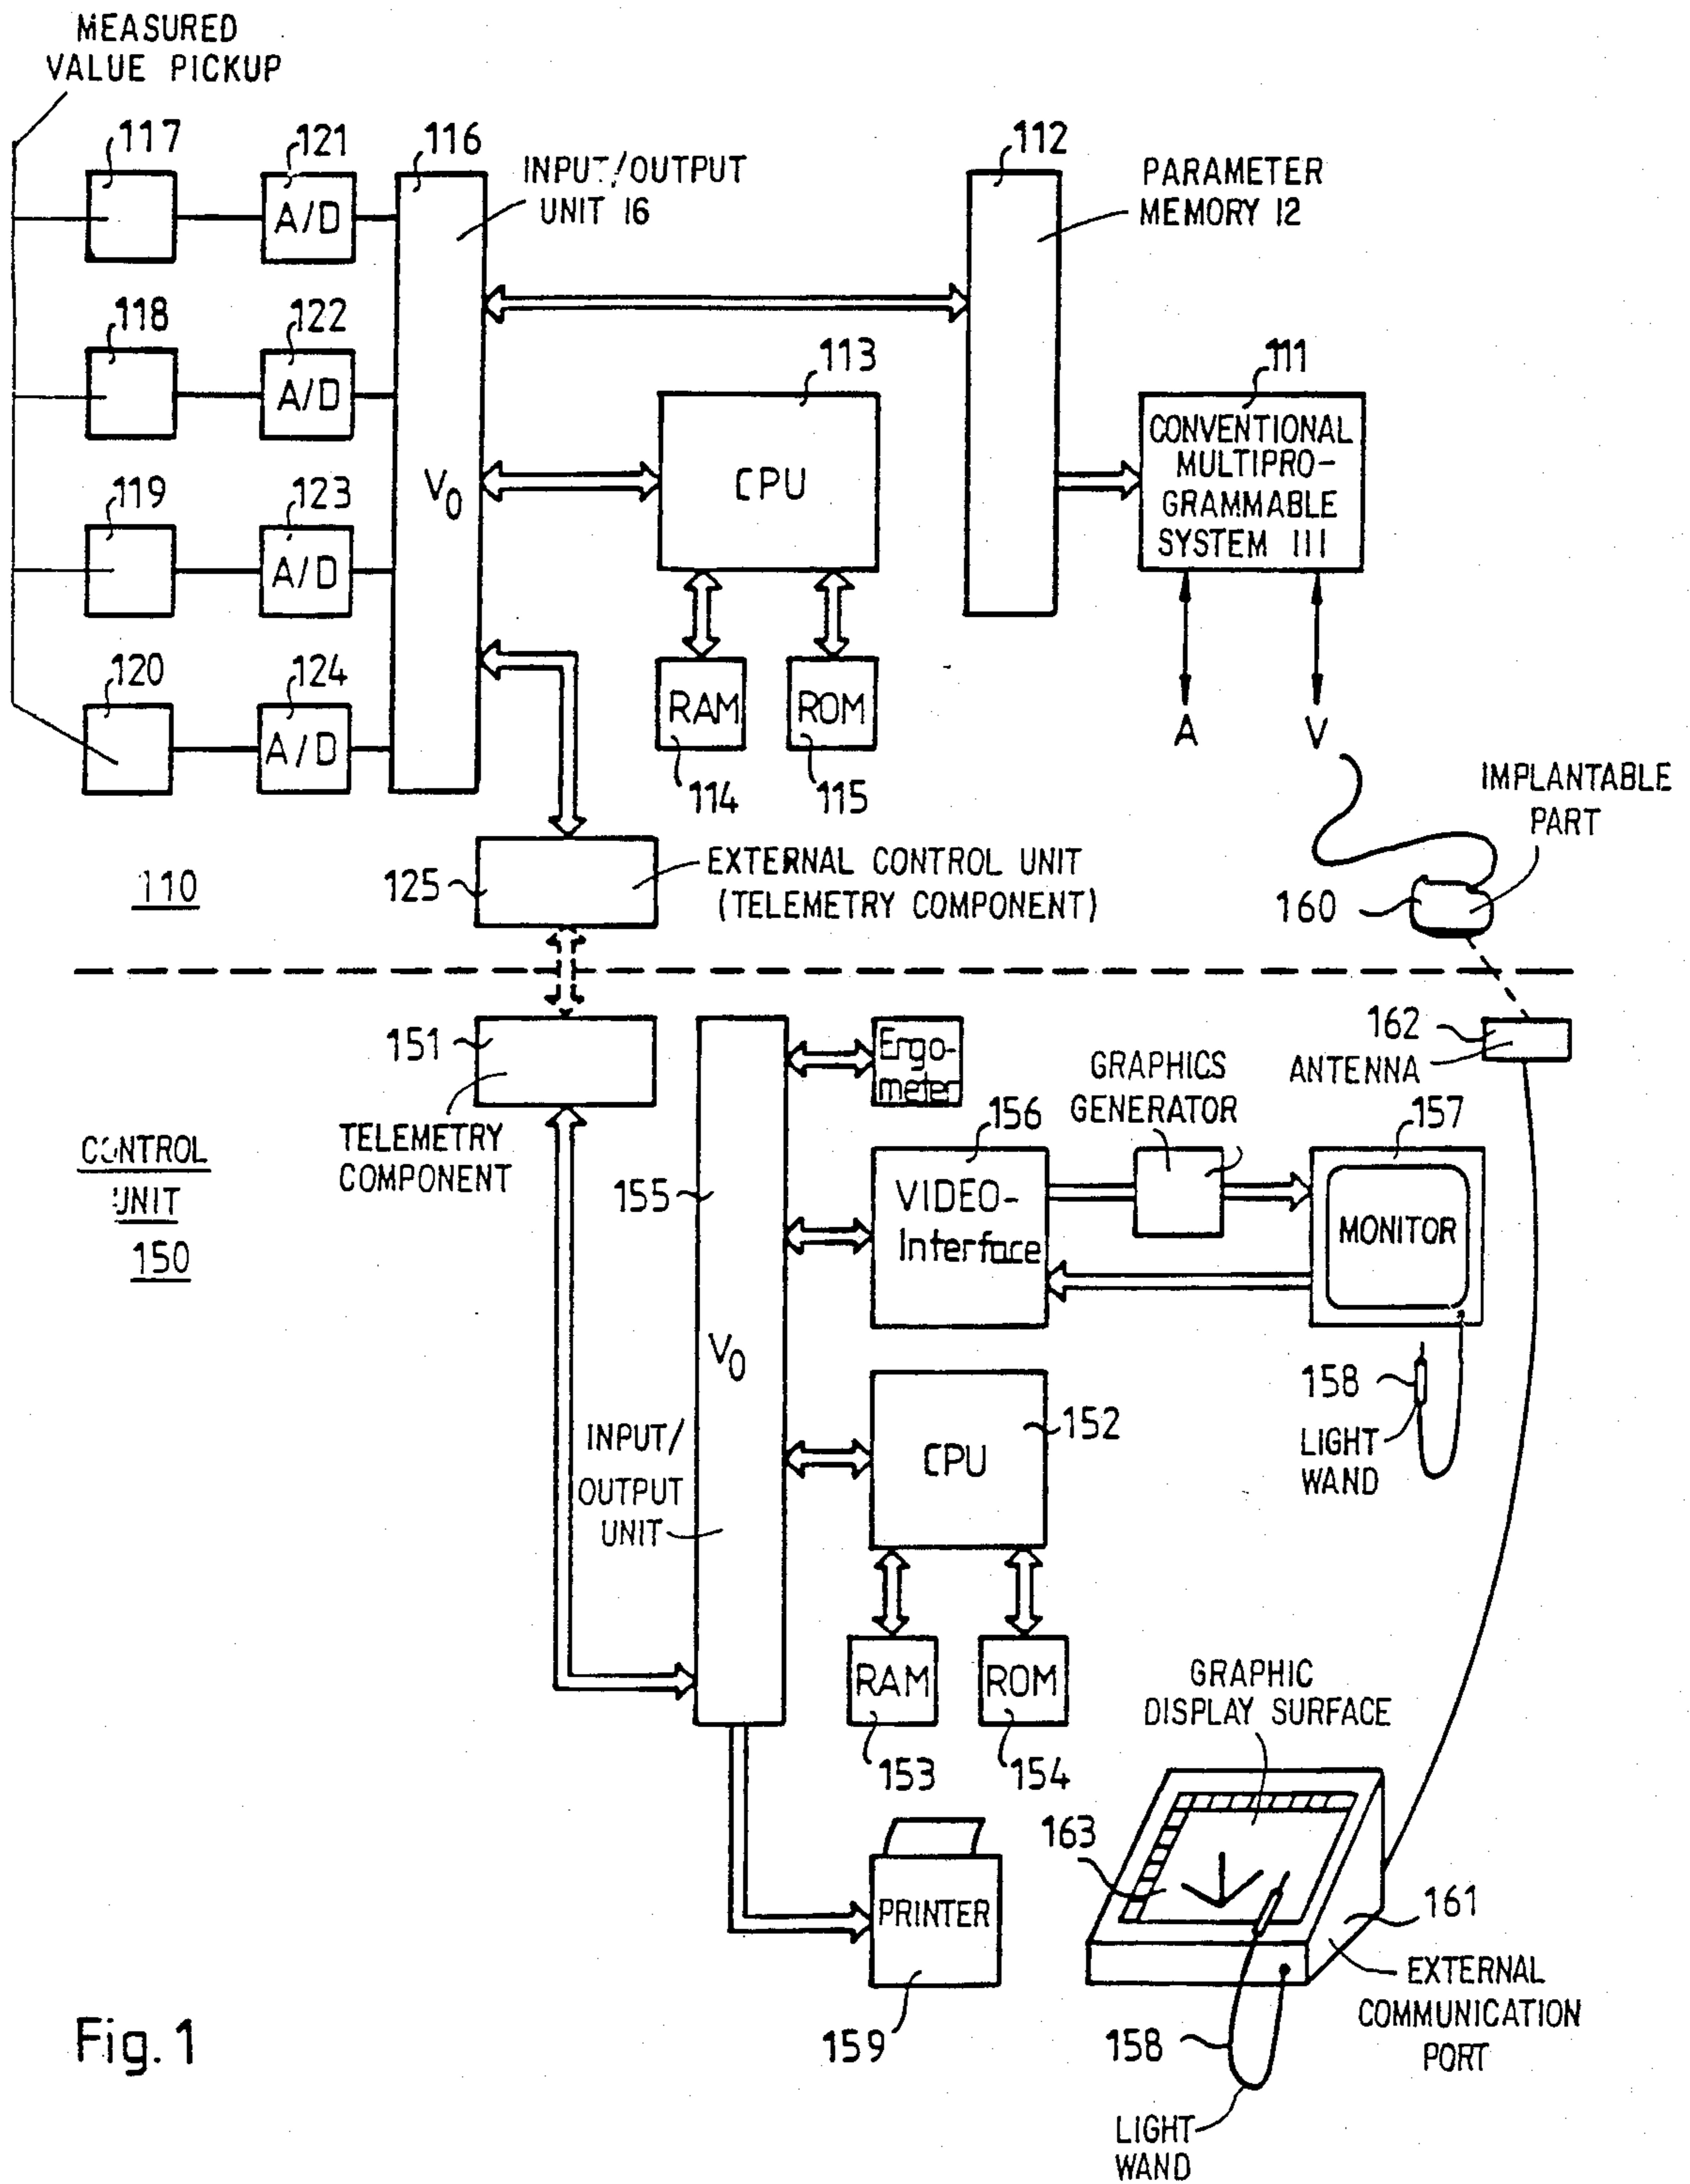 MEASURED
VALUE PICKUP
117
121
116
INPUT/OUTPUT
UNIT 16
112
PARAMETER
MEMORY 12
A/D
118
122
A/D
113
CPU
111
CONVENTIONAL
MULTIPRO-
GRAMMABLE
SYSTEM 111
119
123
A/D
V0
120
124
A/D
RAM
ROM
114
115
A
V
IMPLANTABLE
PART
160
110
125
EXTERNAL CONTROL UNIT
(TELEMETRY COMPONENT)
151
TELEMETRY
COMPONENT
Ergo-
meter
162
ANTENNA
GRAPHICS
GENERATOR
CONTROL
UNIT
150
155
156
VIDEO-
Interface
157
MONITOR
V0
158
LIGHT
WAND
INPUT/
OUTPUT
UNIT
152
CPU
RAM
ROM
153
154
GRAPHIC
DISPLAY SURFACE
163
161
PRINTER
159
EXTERNAL
COMMUNICATION
PORT
158
LIGHT
WAND
Fig. 1